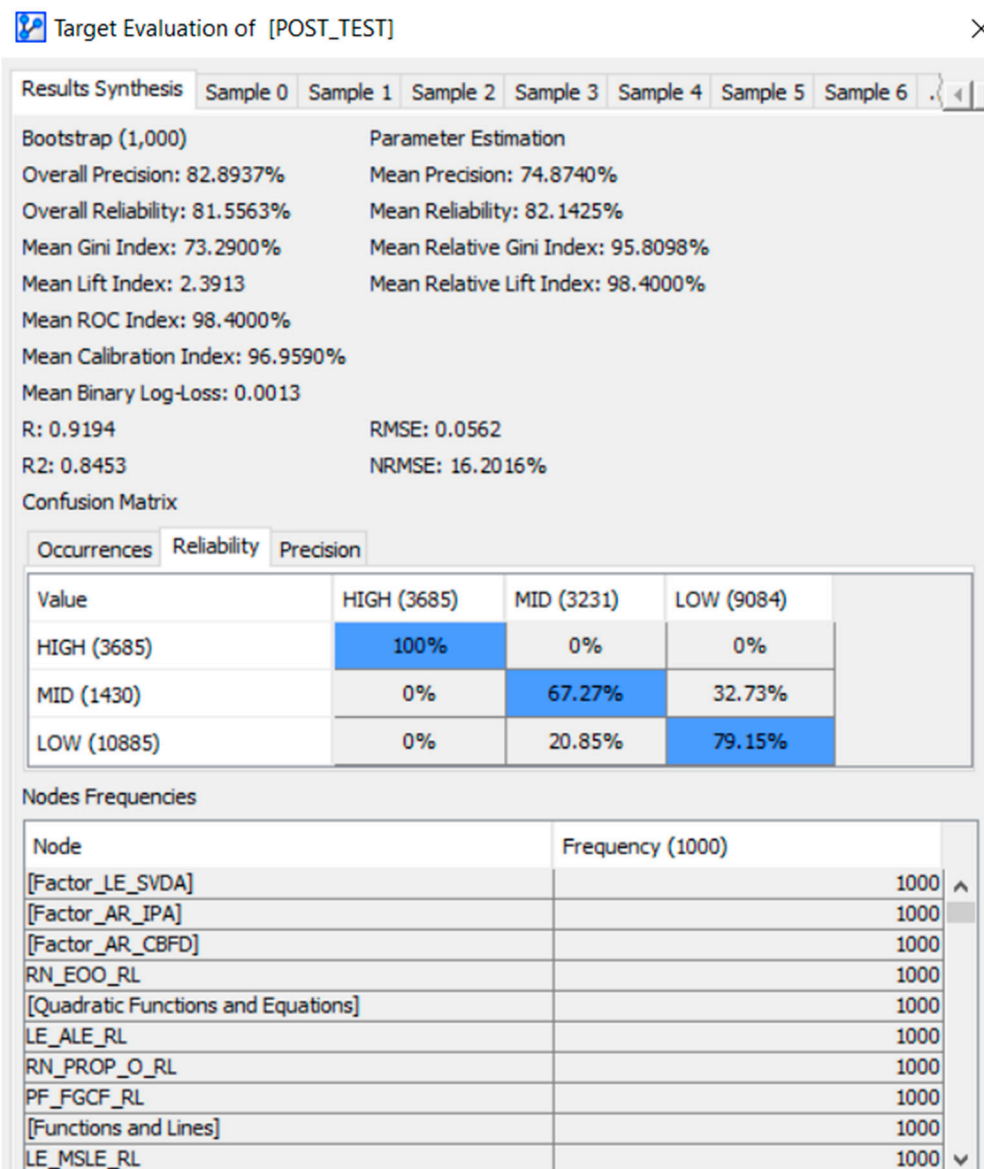 Target Evaluation of [POST_TEST]
Results Synthesis Sample 0 Sample 1 Sample 2 Sample 3 Sample 4 Sample 5 Sample 6
Bootstrap (1,000) Parameter Estimation
Overall Precision: 82.8937% Mean Precision: 74.8740%
Overall Reliability: 81.5563% Mean Reliability: 82.1425%
Mean Gini Index: 73.2900% Mean Relative Gini Index: 95.8098%
Mean Lift Index: 2.3913 Mean Relative Lift Index: 98.4000%
Mean ROC Index: 98.4000%
Mean Calibration Index: 96.9590%
Mean Binary Log-Loss: 0.0013
R: 0.9194 RMSE: 0.0562
R2: 0.8453 NRMSE: 16.2016%
Confusion Matrix
Occurrences Reliability Precision
Value HIGH (3685) MID (3231) LOW (9084)
HIGH (3685) 100% 0% 0%
MID (1430) 0% 67.27% 32.73%
LOW (10885) 0% 20.85% 79.15%
Nodes Frequencies
Node Frequency (1000)
[Factor_LE_SVDA] 1000
[Factor_AR_IPA] 1000
[Factor_AR_CBFD] 1000
RN_EOO_RL 1000
[Quadratic Functions and Equations] 1000
LE_ALE_RL 1000
RN_PROP_O_RL 1000
PF_FGCF_RL 1000
[Functions and Lines] 1000
LE_MSLE_RL 1000